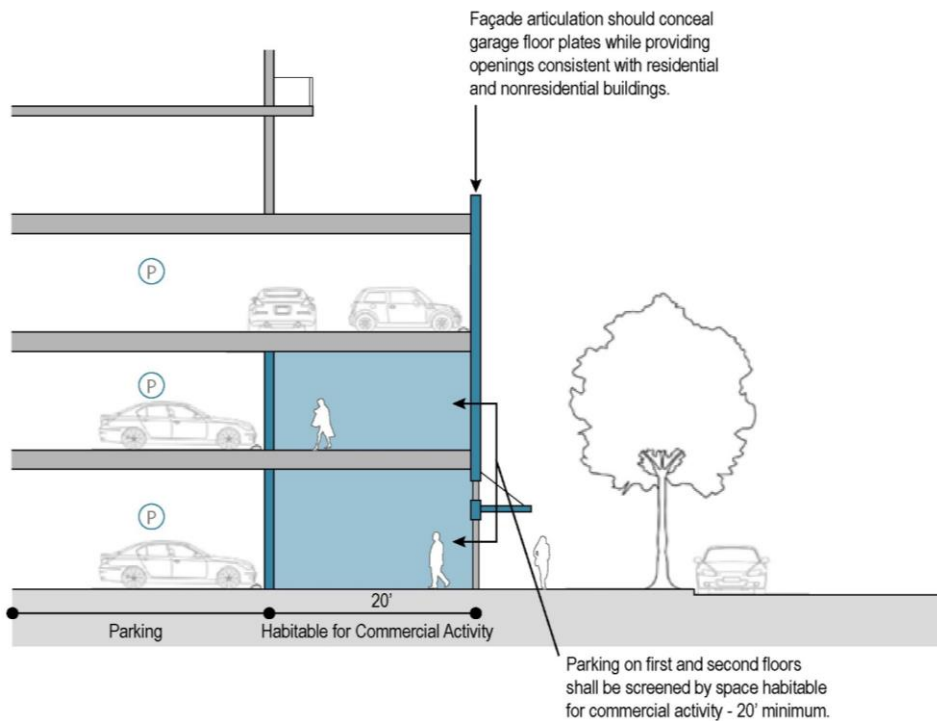 Façade articulation should conceal
garage floor plates while providing
openings consistent with residential
and nonresidential buildings.
P
P
P
20'
Parking
Habitable for Commercial Activity
Parking on first and second floors
shall be screened by space habitable
for commercial activity - 20' minimum.